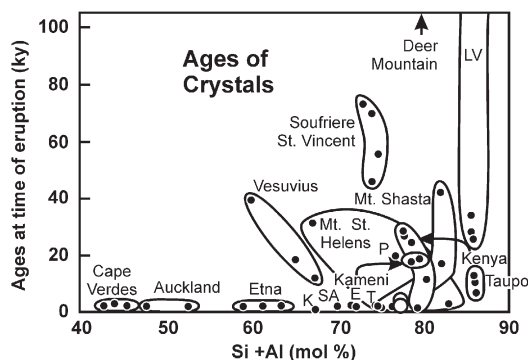 Ages at time of eruption (ky)
100
80
60
40
20
0
Ages of
Crystals
Deer
Mountain
LV
Soufriere
St. Vincent
Vesuvius
Mt. Shasta
Mt. St.
Helens
P
Kenya
Kameni
Taupo
Cape
Verdes
Auckland
Etna
K
SA
E
T
40
50
60
70
80
90
Si +Al (mol %)